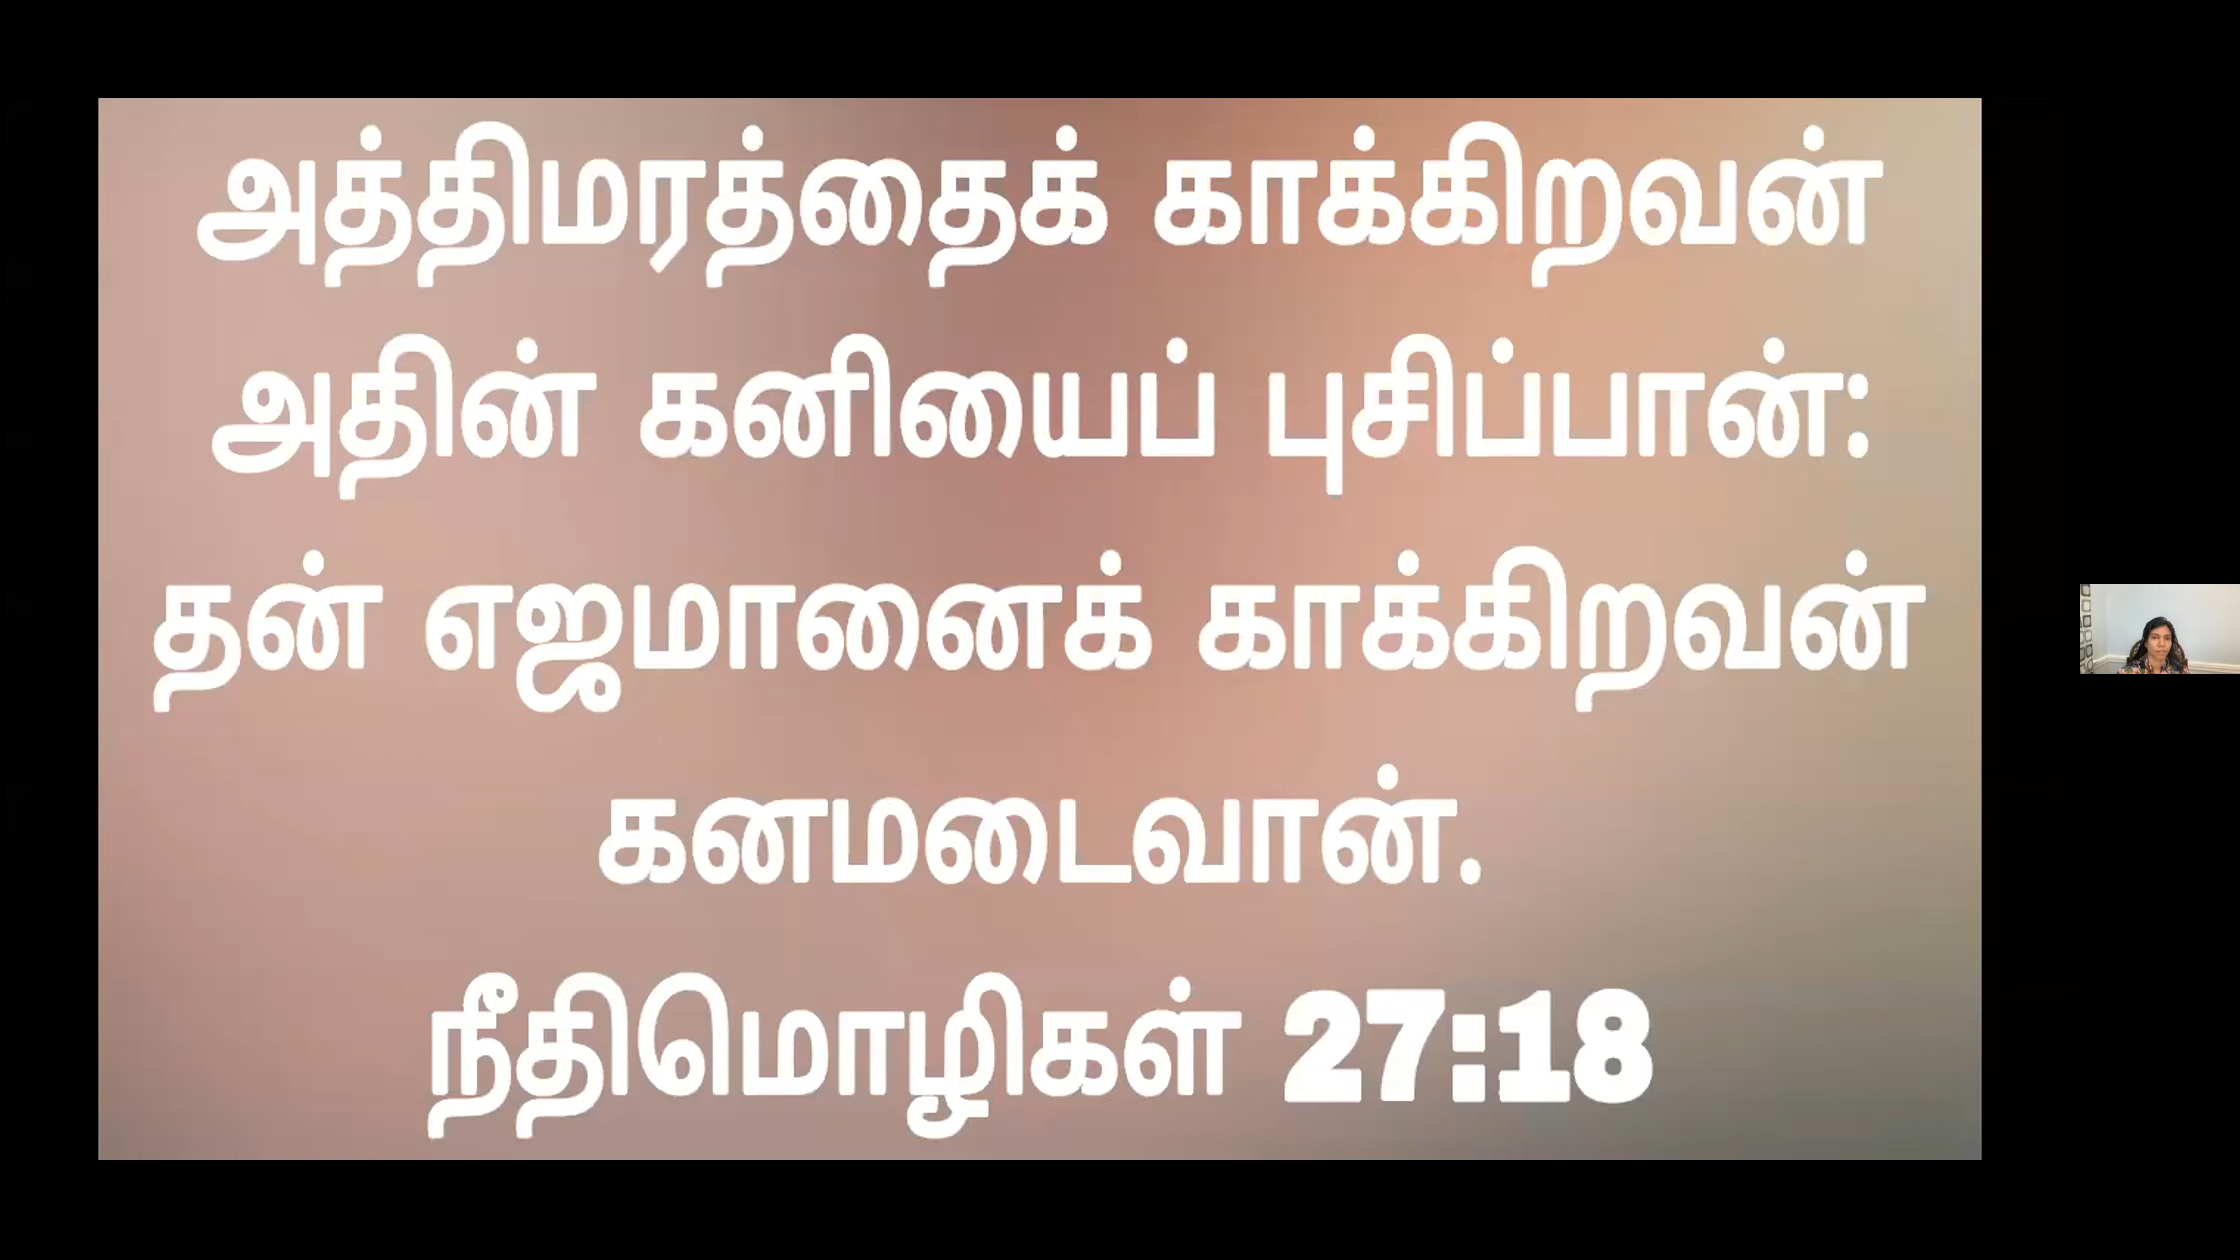 அத்திமரத்தைக் காக்கிறவன்
அதின் கனியைப் புசிப்பான்:
தன் எஜமானைக் காக்கிறவன்
கனமடைவான்.
நீதிமொழிகள் 27:18